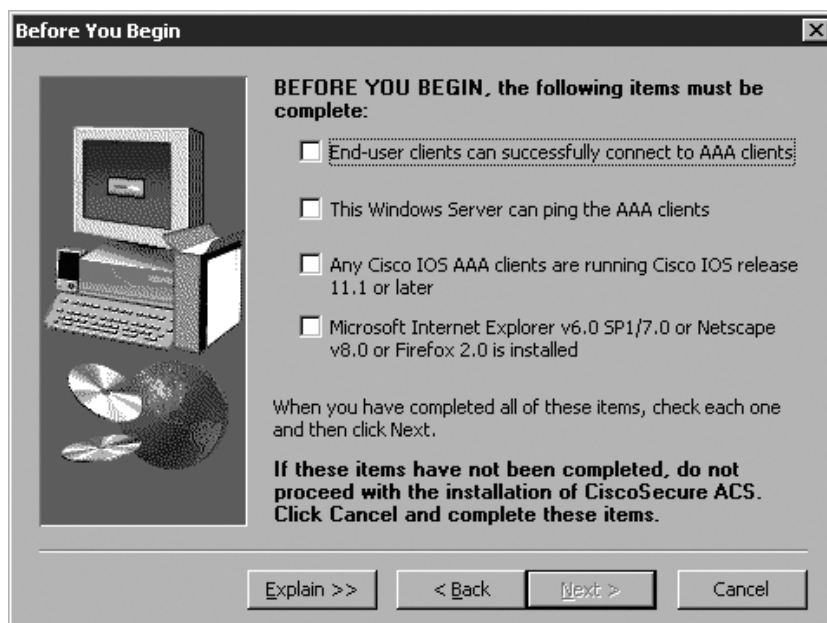 Before You Begin
BEFORE YOU BEGIN, the following items must be
complete:
End-user clients can successfully connect to AAA clients
This Windows Server can ping the AAA clients
Any Cisco IOS AAA clients are running Cisco IOS release
11.1 or later
Microsoft Internet Explorer v6.0 SP1/7.0 or Netscape
v8.0 or Firefox 2.0 is installed
When you have completed all of these items, check each one
and then click Next.
If these items have not been completed, do not
proceed with the installation of CiscoSecure ACS.
Click Cancel and complete these items.
Explain >>
< Back
Next >
Cancel